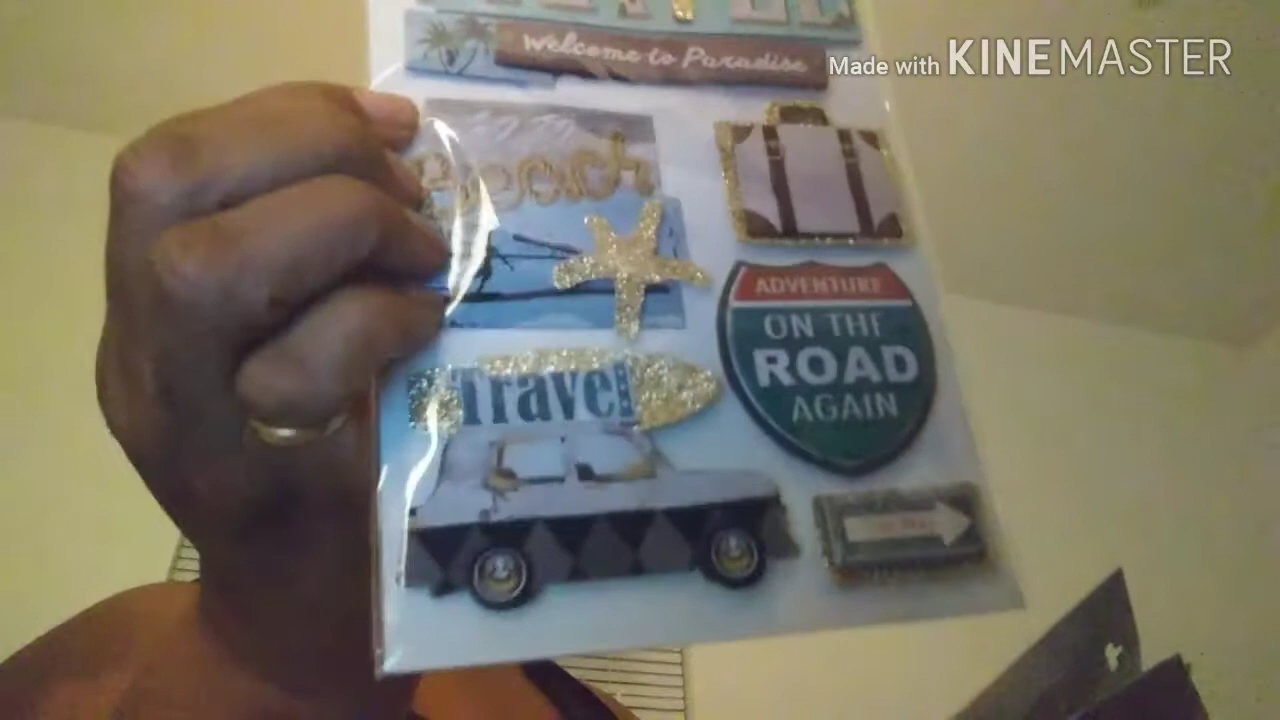 Welcome to Paradise
Made with KINEMASTER
Beach
ADVENTURE
ON THE
ROAD
AGAIN
Travel